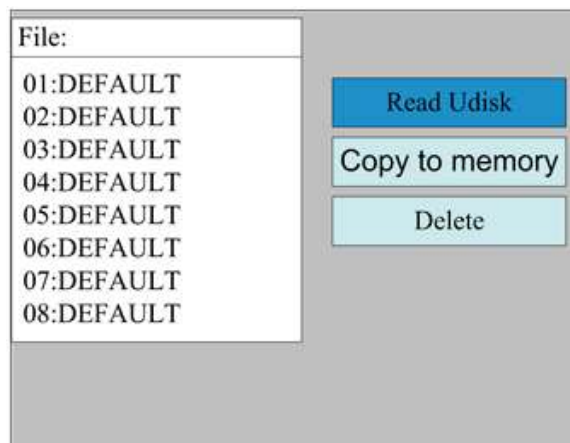 File:
01:DEFAULT
02:DEFAULT
03:DEFAULT
04:DEFAULT
05:DEFAULT
06:DEFAULT
07:DEFAULT
08:DEFAULT
Read Udisk
Copy to memory
Delete